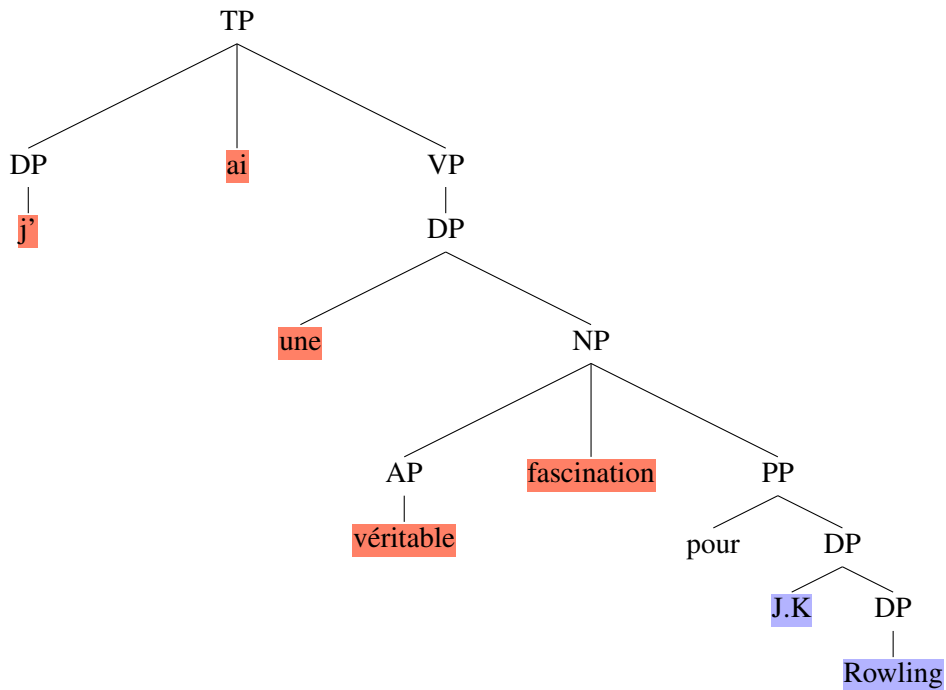 TP
DP ai VP
j' DP
une NP
AP fascination PP
véritable pour DP
J.K DP
Rowling